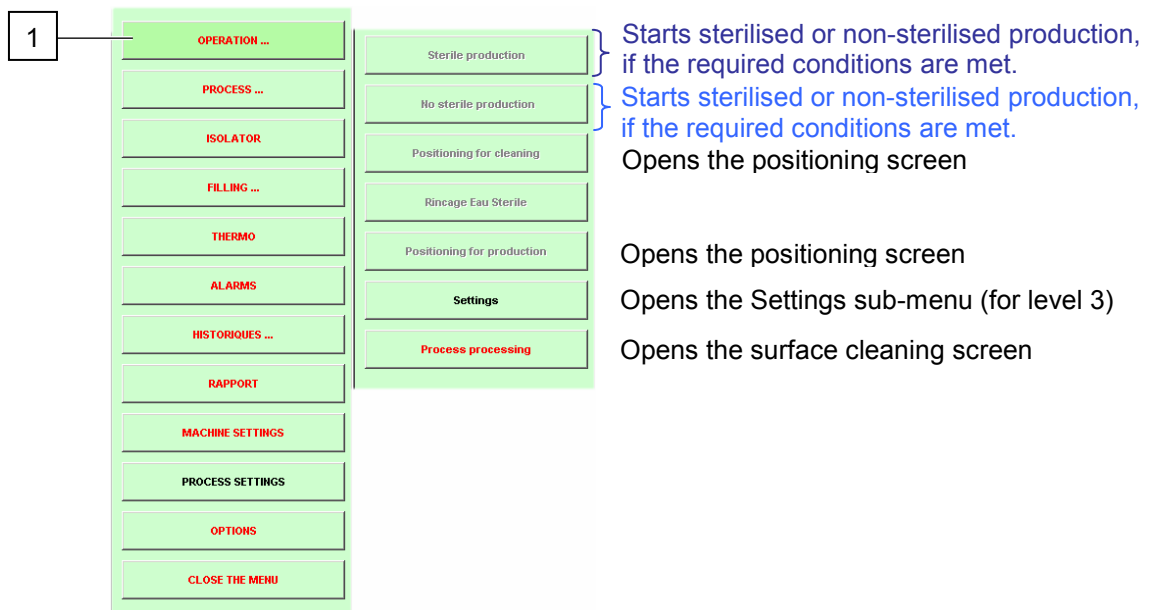 1
OPERATION ...
PROCESS ...
ISOLATOR
FILLING ...
THERMO
ALARMS
HISTORIQUES ...
RAPPORT
MACHINE SETTINGS
PROCESS SETTINGS
OPTIONS
CLOSE THE MENU
Sterile production
No sterile production
Positioning for cleaning
Rincage Eau Sterile
Positioning for production
Settings
Process processing
Starts sterilised or non-sterilised production,
if the required conditions are met.
Starts sterilised or non-sterilised production,
if the required conditions are met.
Opens the positioning screen
Opens the positioning screen
Opens the Settings sub-menu (for level 3)
Opens the surface cleaning screen